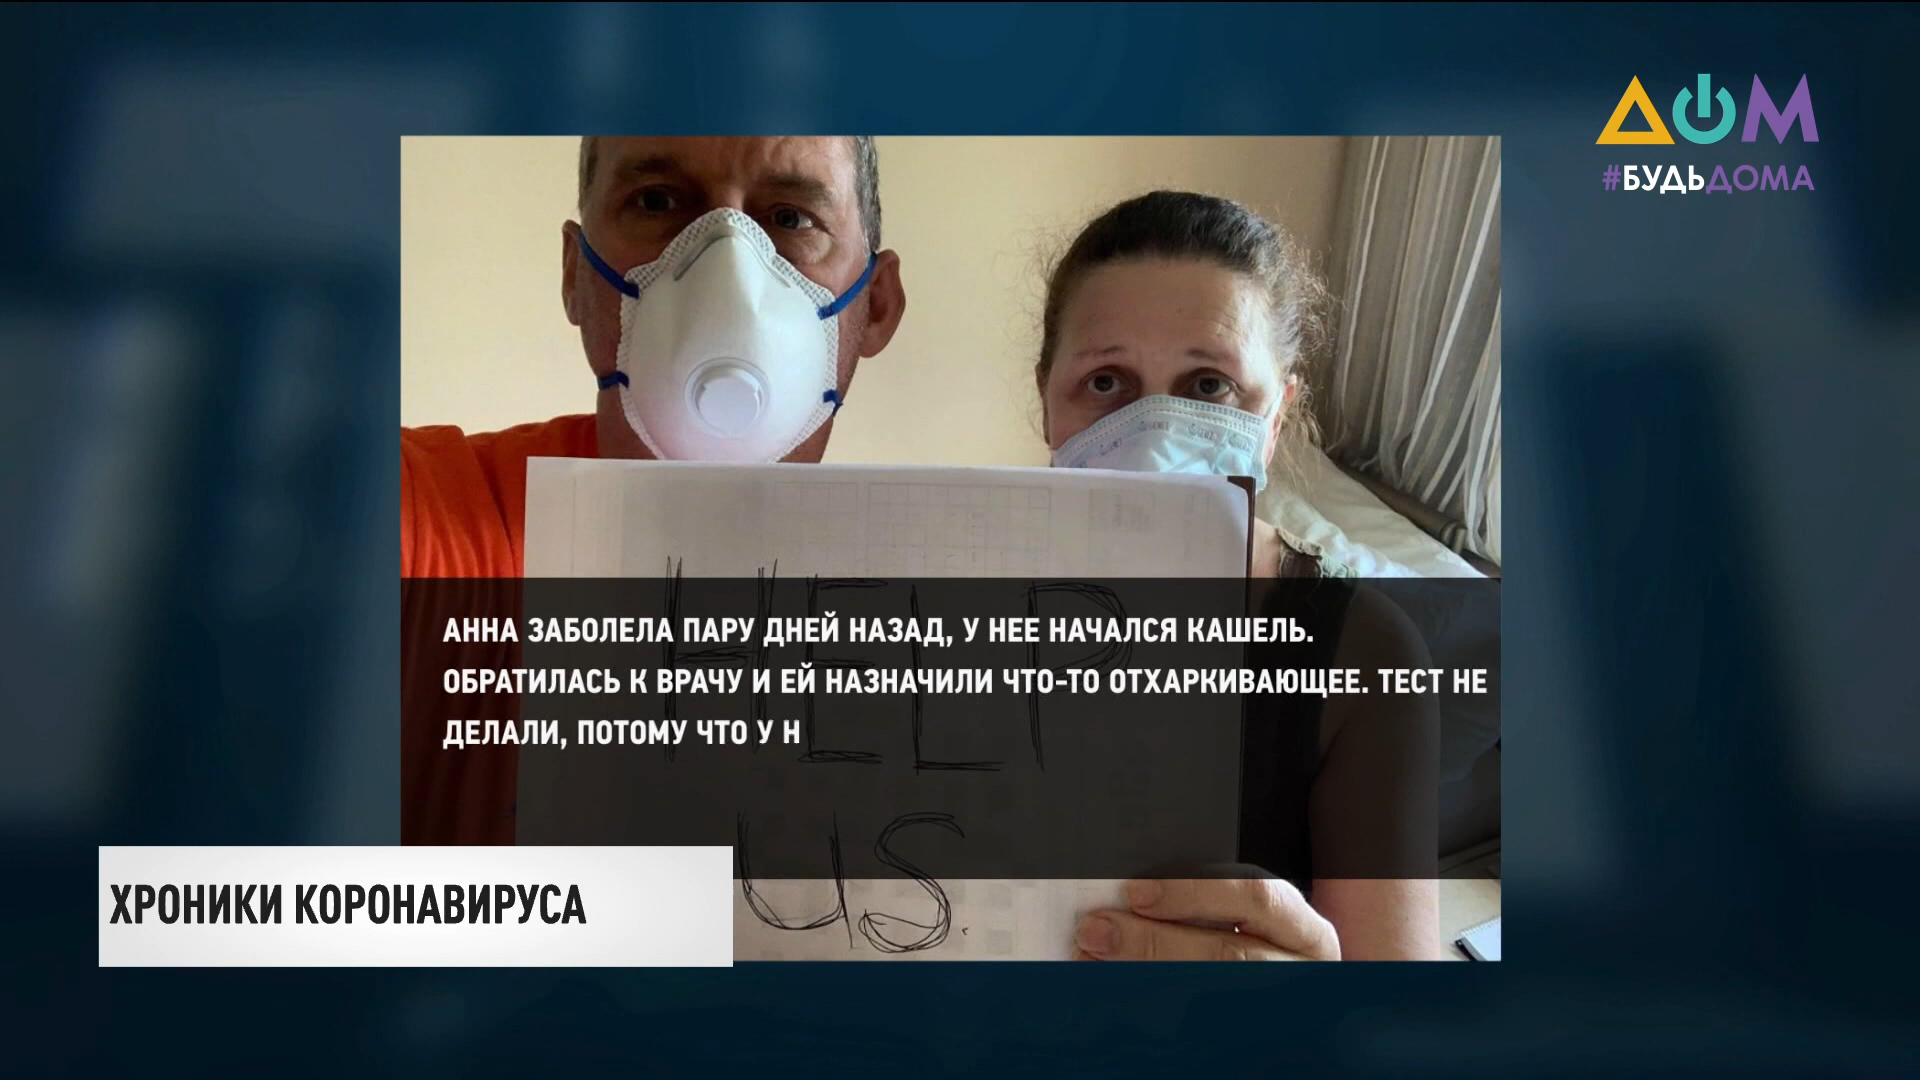 ДОМ
#БУДЬДОМА
АННА ЗАБОЛЕЛА ПАРУ ДНЕЙ НАЗАД, У НЕЕ НАЧАЛСЯ КАШЕЛЬ.
ОБРАТИЛАСЬ К ВРАЧУ И ЕЙ НАЗНАЧИЛИ ЧТО-ТО ОТХАРКИВАЮЩЕЕ. ТЕСТ НЕ
ДЕЛАЛИ, ПОТОМУ ЧТО У Н
HELP
US.
ХРОНИКИ КОРОНАВИРУСА